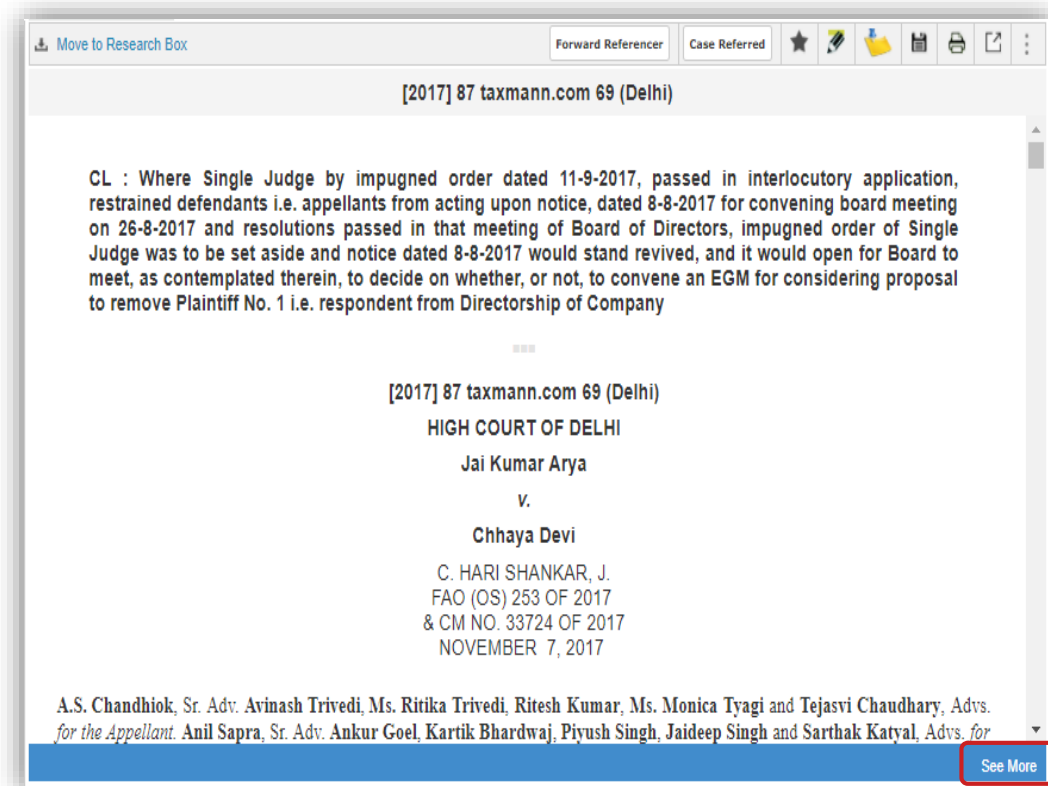 Move to Research Box
Forward Referencer
Case Referred
[2017] 87 taxmann.com 69 (Delhi)
CL : Where Single Judge by impugned order dated 11-9-2017, passed in interlocutory application,
restrained defendants i.e. appellants from acting upon notice, dated 8-8-2017 for convening board meeting
on 26-8-2017 and resolutions passed in that meeting of Board of Directors, impugned order of Single
Judge was to be set aside and notice dated 8-8-2017 would stand revived, and it would open for Board to
meet, as contemplated therein, to decide on whether, or not, to convene an EGM for considering proposal
to remove Plaintiff No. 1 i.e. respondent from Directorship of Company
[2017] 87 taxmann.com 69 (Delhi)
HIGH COURT OF DELHI
Jai Kumar Arya
v.
Chhaya Devi
C. HARI SHANKAR, J.
FAO (OS) 253 OF 2017
& CM NO. 33724 OF 2017
NOVEMBER 7, 2017
A.S. Chandhiok, Sr. Adv. Avinash Trivedi, Ms. Ritika Trivedi, Ritesh Kumar, Ms. Monica Tyagi and Tejasvi Chaudhary, Advs.
for the Appellant. Anil Sapra, Sr. Adv. Ankur Goel, Kartik Bhardwaj, Piyush Singh, Jaideep Singh and Sarthak Katyal, Advs. for
See More